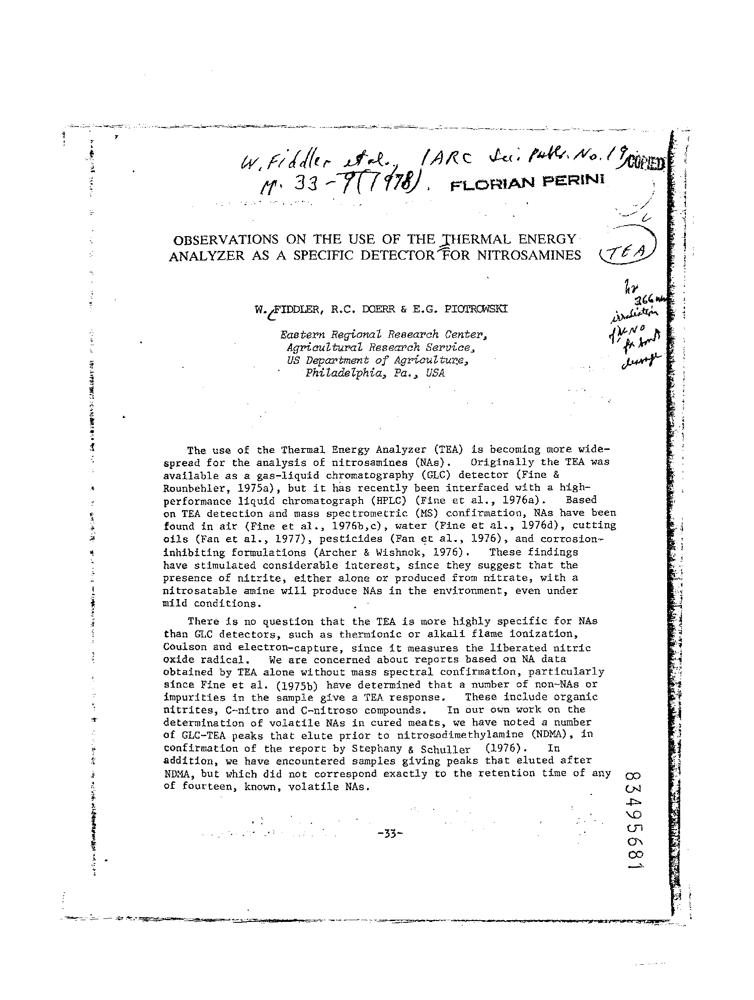 W. Fiddler et al., IARC Sci. Publ. No. 19
COPIED
33-9 (1978). FLORIAN PERINI
OBSERVATIONS ON THE USE OF THE THERMAL ENERGY
ANALYZER AS A SPECIFIC DETECTOR FOR NITROSAMINES
TEA
hν
366 nm
irradiation
W. FIDDLER, R.C. DOERR & E.G. PIOTROWSKI
Eastern Regional Research Center,
Agricultural Research Service,
US Department of Agriculture,
Philadelphia, Pa., USA
cleavage
The use of the Thermal Energy Analyzer (TEA) is becoming more wide-
spread for the analysis of nitrosamines (NAs). Originally the TEA was
available as a gas-liquid chromatography (GLC) detector (Fine &
Rounbehler, 1975a), but it has recently been interfaced with a high-
performance liquid chromatograph (HPLC) (Fine et al., 1976a). Based
on TEA detection and mass spectrometric (MS) confirmation, NAs have been
found in air (Fine et al., 1976b,c), water (Fine et al., 1976d), cutting
oils (Fan et al., 1977), pesticides (Fan et al., 1976), and corrosion-
inhibiting formulations (Archer & Wishnok, 1976). These findings
have stimulated considerable interest, since they suggest that the
presence of nitrite, either alone or produced from nitrate, with a
nitrosatable amine will produce NAs in the environment, even under
mild conditions.
There is no question that the TEA is more highly specific for NAs
than GLC detectors, such as thermionic or alkali flame ionization,
Coulson and electron-capture, since it measures the liberated nitric
oxide radical. We are concerned about reports based on NA data
obtained by TEA alone without mass spectral confirmation, particularly
since Fine et al. (1975b) have determined that a number of non-NAs or
impurities in the sample give a TEA response. These include organic
nitrites, C-nitro and C-nitroso compounds. In our own work on the
determination of volatile NAs in cured meats, we have noted a number
of GLC-TEA peaks that elute prior to nitrosodimethylamine (NDMA), in
confirmation of the report by Stephany & Schuller (1976). In
addition, we have encountered samples giving peaks that eluted after
NDMA, but which did not correspond exactly to the retention time of any
of fourteen, known, volatile NAs.
-33-
83495681